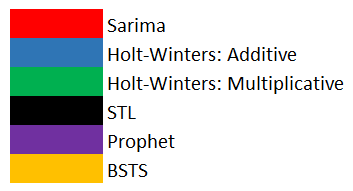 Sarima
Holt-Winters: Additive
Holt-Winters: Multiplicative
STL
Prophet
BSTS